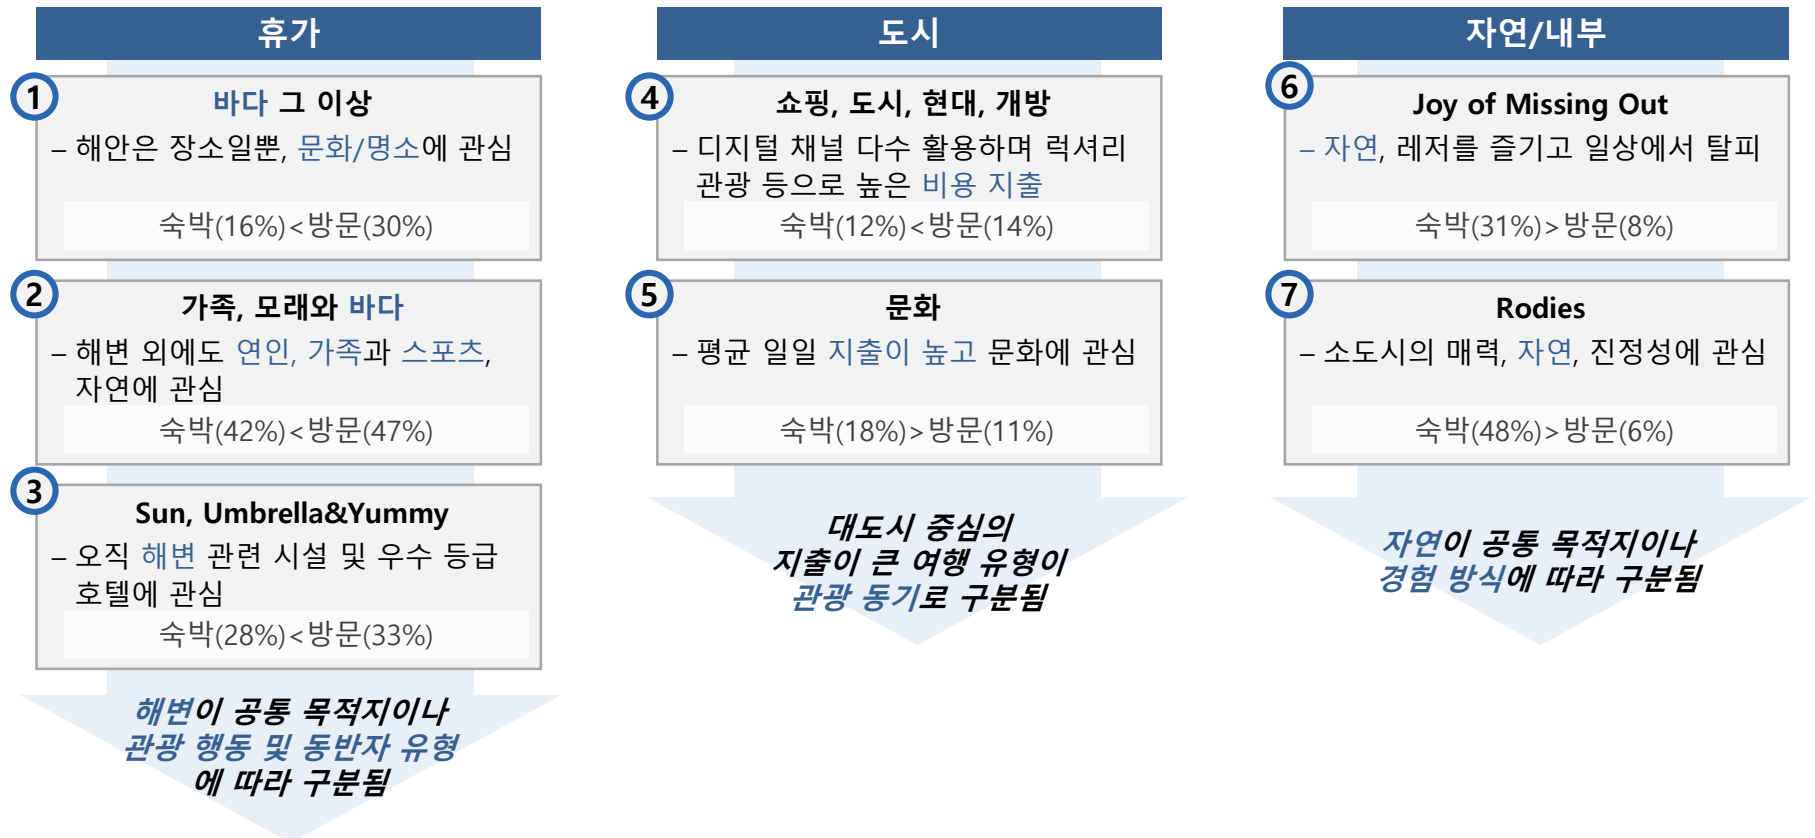 휴가
1
바다 그 이상
– 해안은 장소일뿐, 문화/명소에 관심
숙박(16%)<방문(30%)
2
가족, 모래와 바다
– 해변 외에도 연인, 가족과 스포츠,
자연에 관심
숙박(42%)<방문(47%)
3
Sun, Umbrella&Yummy
– 오직 해변 관련 시설 및 우수 등급
호텔에 관심
숙박(28%)<방문(33%)
해변이 공통 목적지이나
관광 행동 및 동반자 유형
에 따라 구분됨
도시
4
쇼핑, 도시, 현대, 개방
– 디지털 채널 다수 활용하며 럭셔리
관광 등으로 높은 비용 지출
숙박(12%)<방문(14%)
5
문화
– 평균 일일 지출이 높고 문화에 관심
숙박(18%)>방문(11%)
대도시 중심의
지출이 큰 여행 유형이
관광 동기로 구분됨
자연/내부
6
Joy of Missing Out
– 자연, 레저를 즐기고 일상에서 탈피
숙박(31%)>방문(8%)
7
Rodies
– 소도시의 매력, 자연, 진정성에 관심
숙박(48%)>방문(6%)
자연이 공통 목적지이나
경험 방식에 따라 구분됨